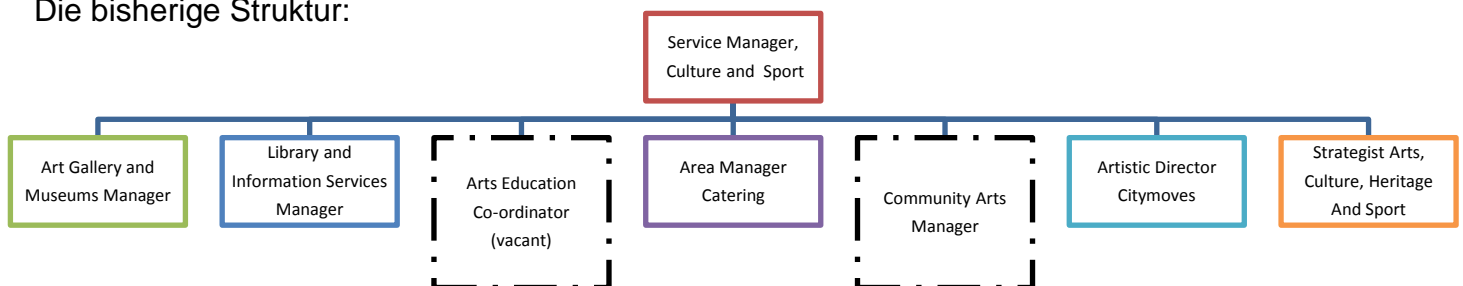 Die bisherige Struktur:
Service Manager,
Culture and Sport
Art Gallery and
Museums Manager
Library and
Information Services
Manager
Arts Education
Co-ordinator
(vacant)
Area Manager
Catering
Community Arts
Manager
Artistic Director
Citymoves
Strategist Arts,
Culture, Heritage
And Sport